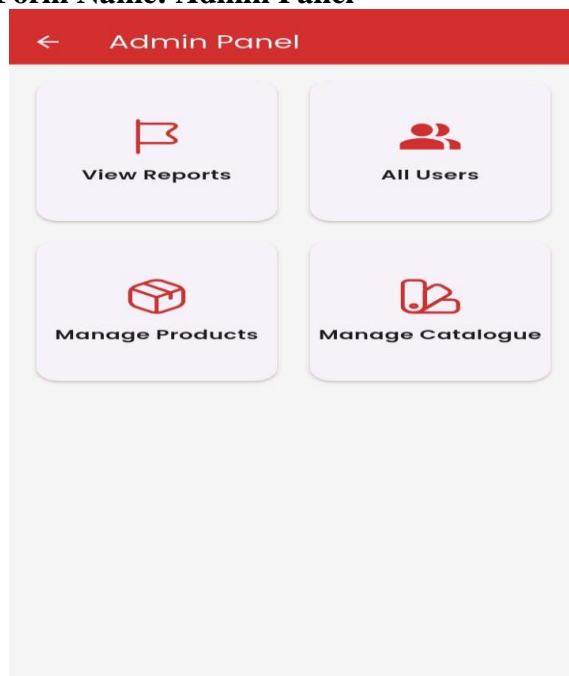 Form Name: Admin Panel
Admin Panel
View Reports
All Users
Manage Products
Manage Catalogue